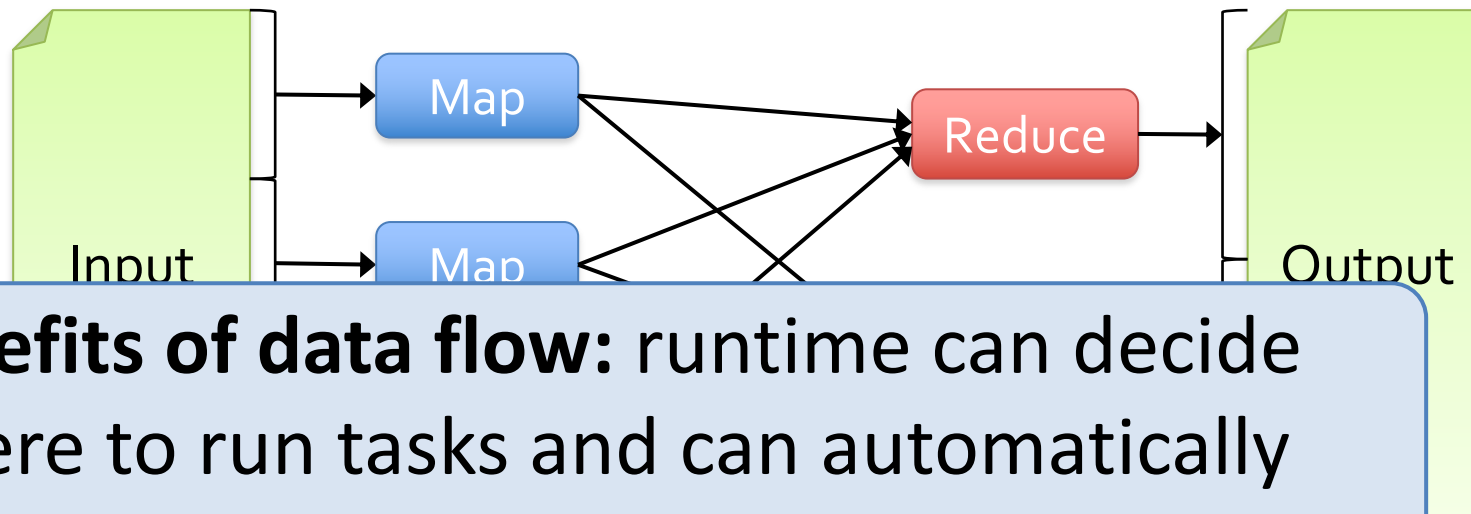 Map
Reduce
Map
Input
Output
efits of data flow: runtime can decide
ere to run tasks and can automatically